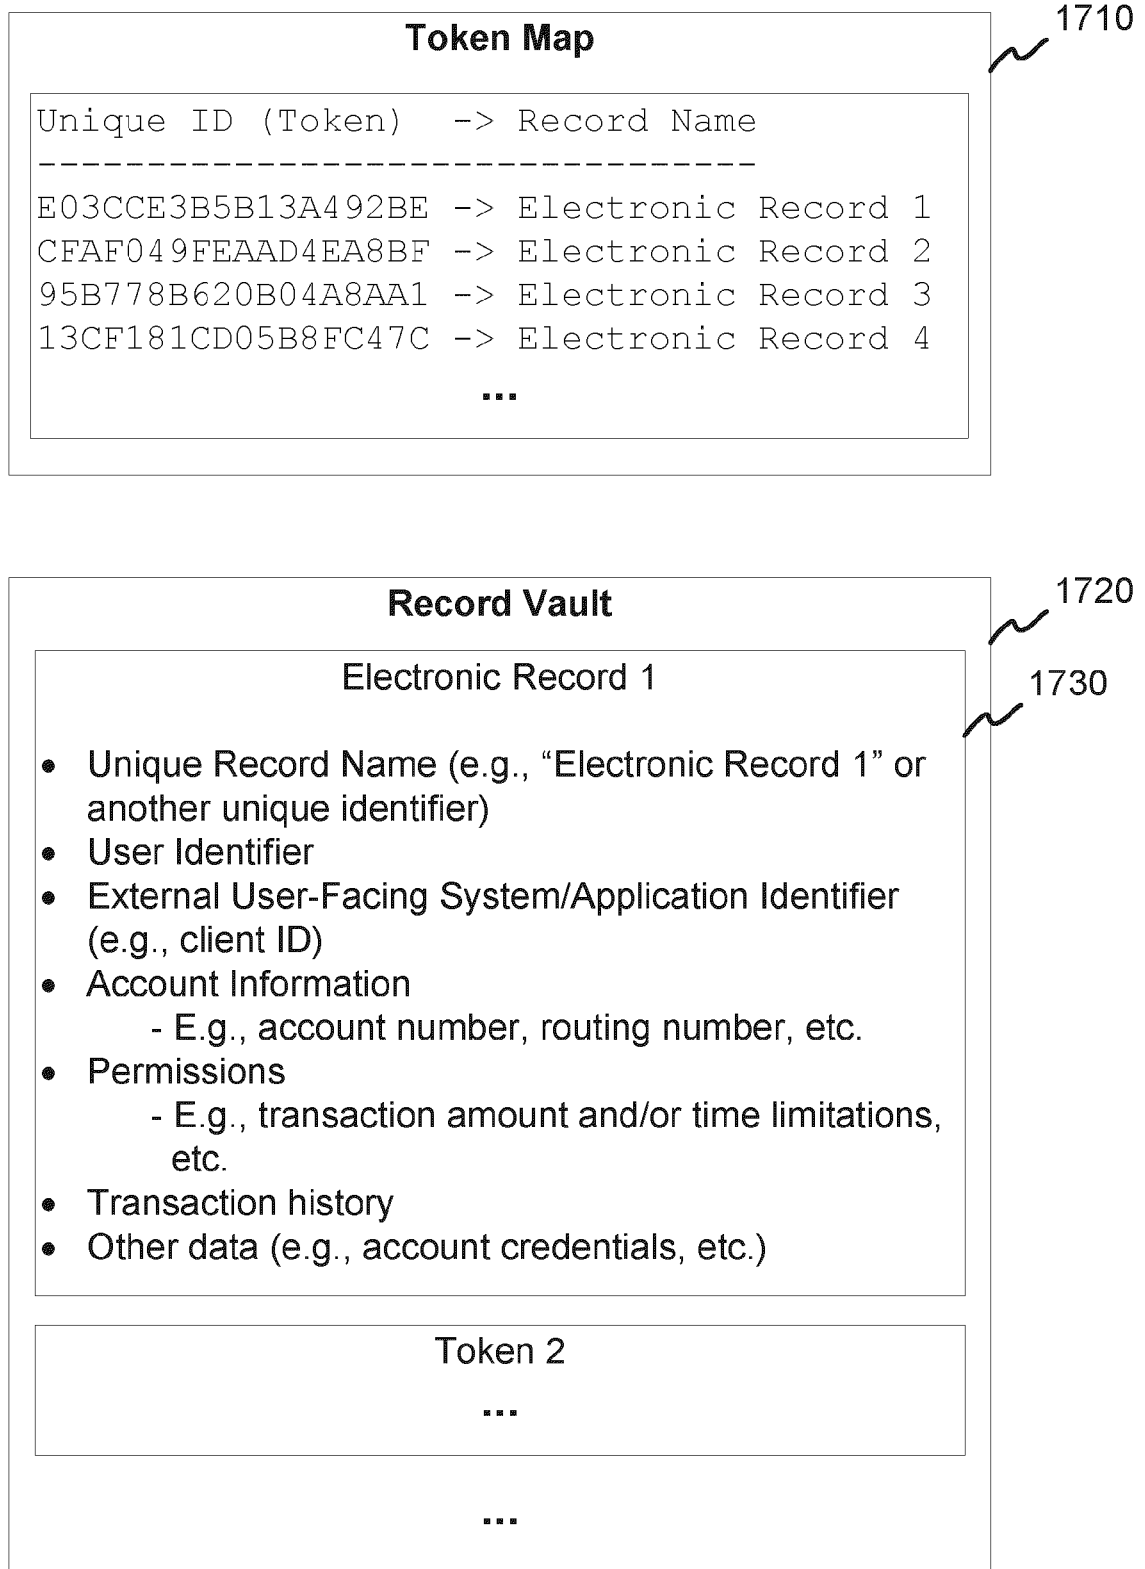 Token Map
1710
Unique ID (Token)  -> Record Name
------------------------------
E03CCE3B5B13A492BE -> Electronic Record 1
CFAF049FEAAD4EA8BF -> Electronic Record 2
95B778B620B04A8AA1 -> Electronic Record 3
13CF181CD05B8FC47C -> Electronic Record 4
...
Record Vault
1720
Electronic Record 1
1730
• Unique Record Name (e.g., “Electronic Record 1” or
another unique identifier)
• User Identifier
• External User-Facing System/Application Identifier
(e.g., client ID)
• Account Information
- E.g., account number, routing number, etc.
• Permissions
- E.g., transaction amount and/or time limitations,
etc.
• Transaction history
• Other data (e.g., account credentials, etc.)
Token 2
...
...